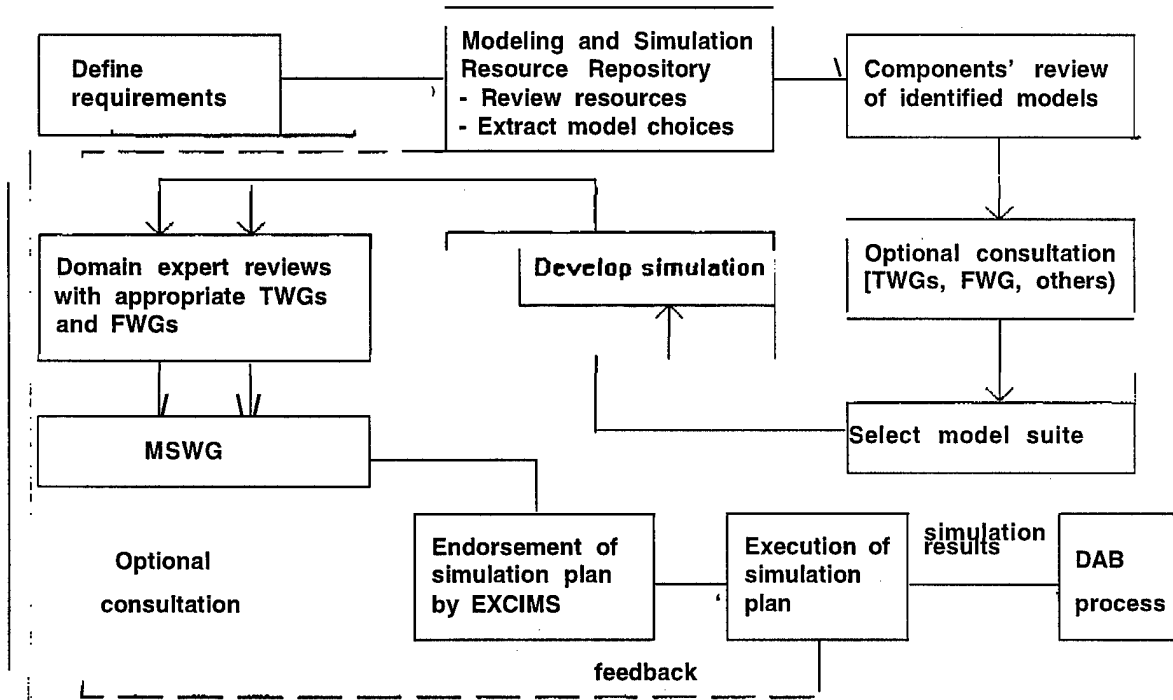 Define
requirements
Modeling and Simulation
Resource Repository
- Review resources
- Extract model choices
Components' review
of identified models
Domain expert reviews
with appropriate TWGs
and FWGs
Develop simulation
Optional consultation
[TWGs, FWG, others)
MSWG
Select model suite
Optional
consultation
Endorsement of
simulation plan
by EXCIMS
Execution of
simulation
plan
simulation
results
DAB
process
feedback